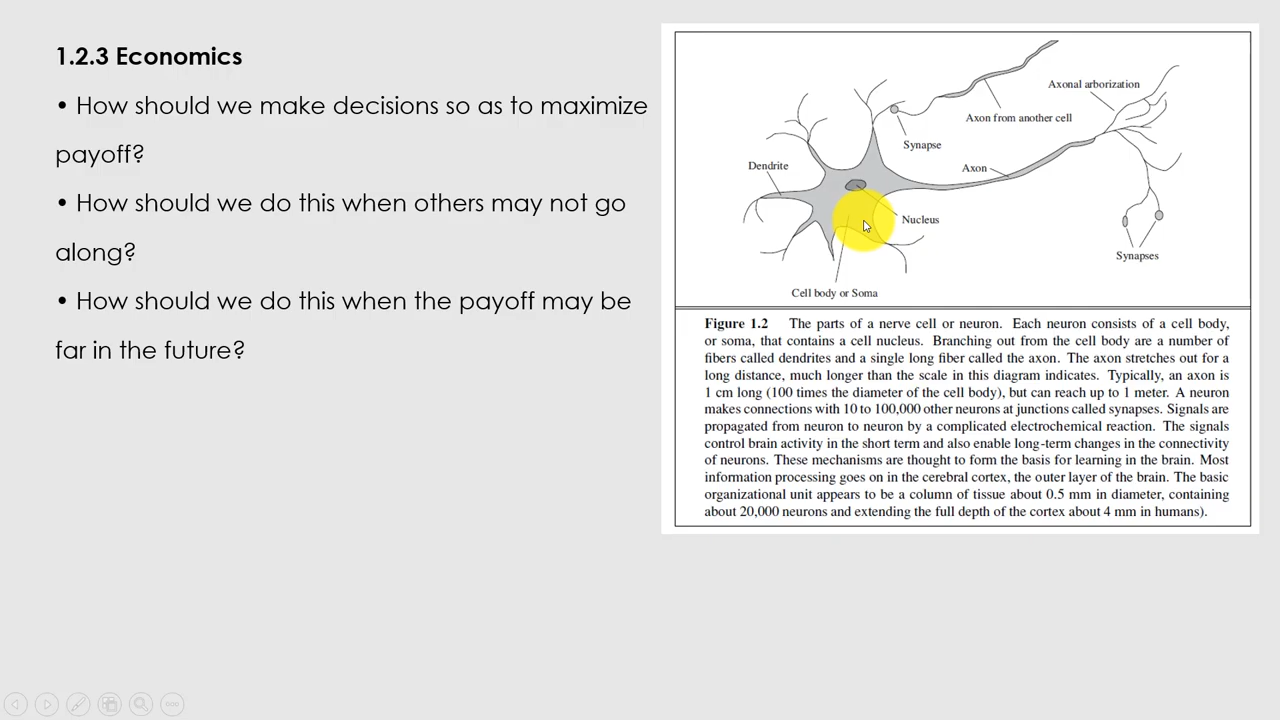 1.2.3 Economics
• How should we make decisions so as to maximize
payoff?
• How should we do this when others may not go
along?
• How should we do this when the payoff may be
far in the future?
Axonal arborization
Axon from another cell
Synapse
Dendrite
Axon
Nucleus
Synapses
Cell body or Soma
Figure 1.2 The parts of a nerve cell or neuron. Each neuron consists of a cell body,
or soma, that contains a cell nucleus. Branching out from the cell body are a number of
fibers called dendrites and a single long fiber called the axon. The axon stretches out for a
long distance, much longer than the scale in this diagram indicates. Typically, an axon is
1 cm long (100 times the diameter of the cell body), but can reach up to 1 meter. A neuron
makes connections with 10 to 100,000 other neurons at junctions called synapses. Signals are
propagated from neuron to neuron by a complicated electrochemical reaction. The signals
control brain activity in the short term and also enable long-term changes in the connectivity
of neurons. These mechanisms are thought to form the basis for learning in the brain. Most
information processing goes on in the cerebral cortex, the outer layer of the brain. The basic
organizational unit appears to be a column of tissue about 0.5 mm in diameter, containing
about 20,000 neurons and extending the full depth of the cortex about 4 mm in humans).